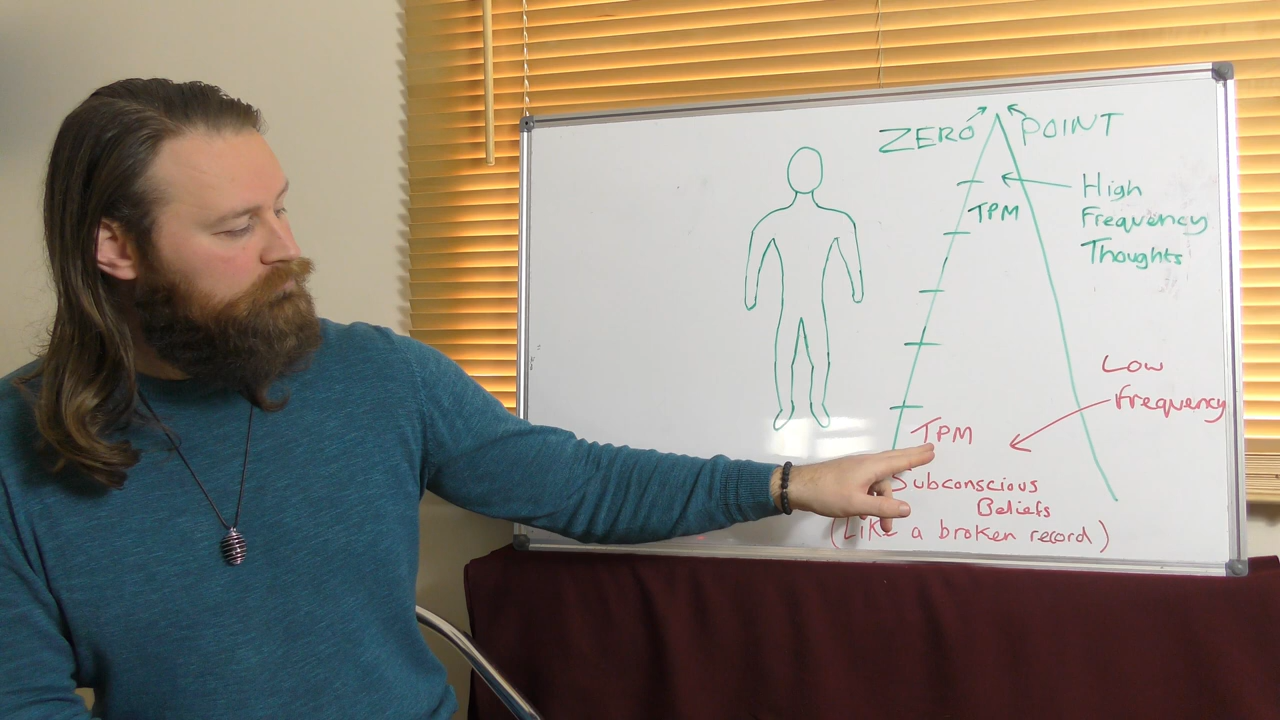 ZERO POINT
High
Frequency
Thoughts
TPM
Low
frequency
TPM
Subconscious
Beliefs
(Like a broken record)